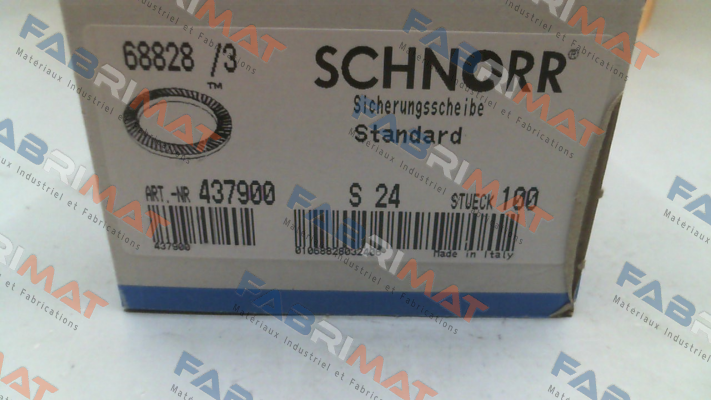 68828 /3
SCHNORR®
Sicherungsscheibe
Standard
™
ART.-NR 437900
S 24
STUECK 100
437900
Made in Italy
FABRIMAT
Materiaux Industriel et Fabrications